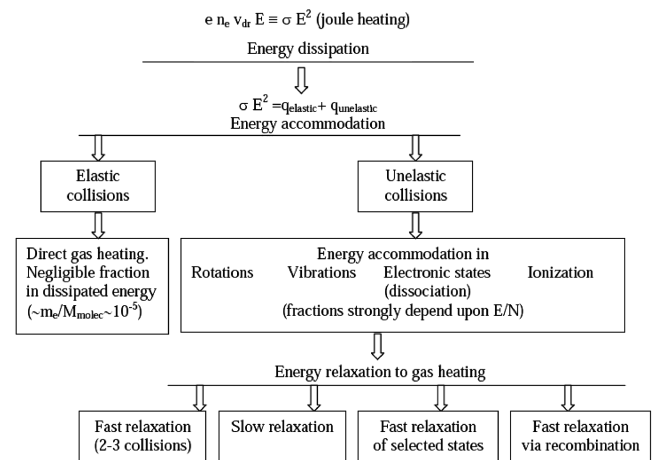 e nₑ v_dr E ≡ σ E² (joule heating)
Energy dissipation
σ E² =q_elastic+ q_unelastic
Energy accommodation
Elastic
collisions
Unelastic
collisions
Direct gas heating.
Negligible fraction
in dissipated energy
(~mₑ/M_molec~10⁻⁵)
Energy accommodation in
Rotations Vibrations Electronic states Ionization
(dissociation)
(fractions strongly depend upon E/N)
Energy relaxation to gas heating
Fast relaxation
(2-3 collisions)
Slow relaxation
Fast relaxation
of selected states
Fast relaxation
via recombination